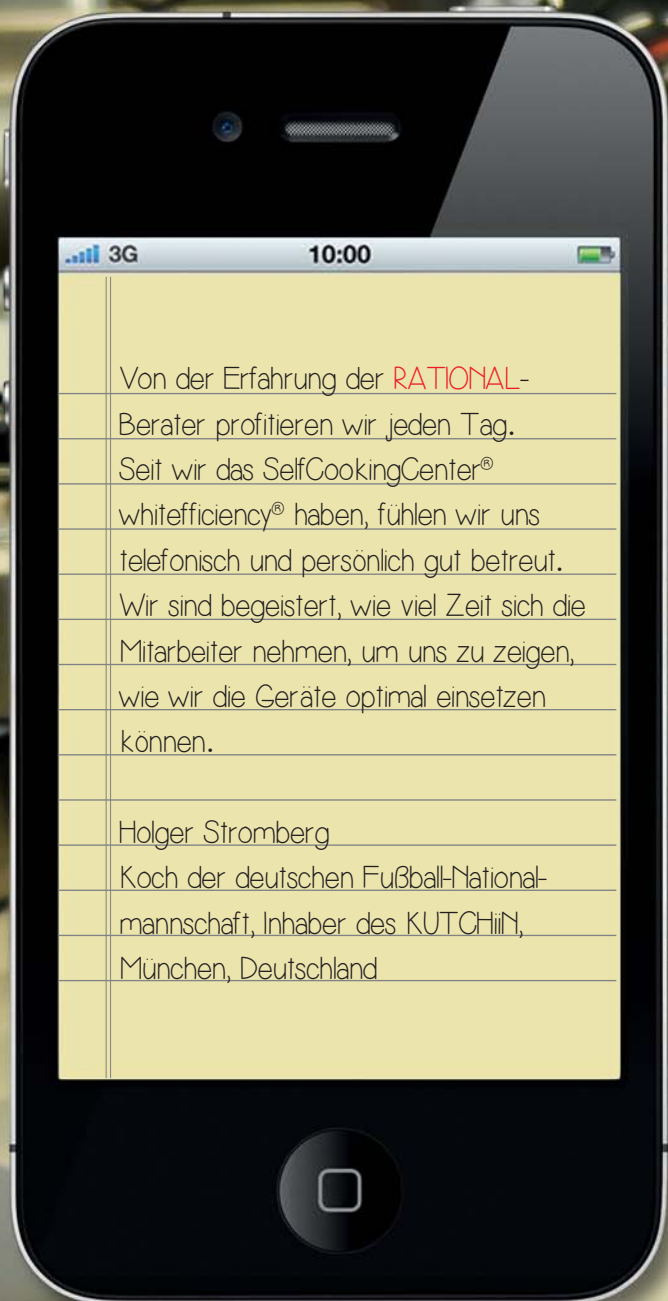 3G 10:00
Von der Erfahrung der RATIONAL-
Berater profitieren wir jeden Tag.
Seit wir das SelfCookingCenter®
whitefficiency® haben, fühlen wir uns
telefonisch und persönlich gut betreut.
Wir sind begeistert, wie viel Zeit sich die
Mitarbeiter nehmen, um uns zu zeigen,
wie wir die Geräte optimal einsetzen
können.
Holger Stromberg
Koch der deutschen Fußball-National-
mannschaft, Inhaber des KUTCHiiN,
München, Deutschland